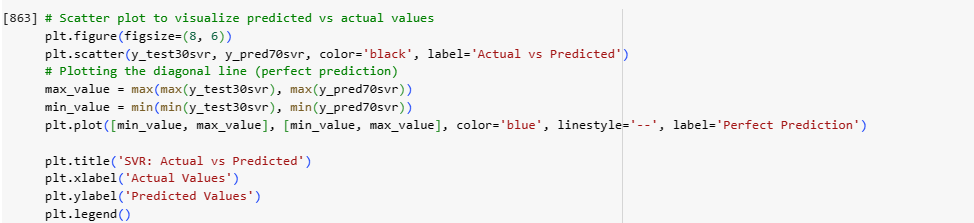 [863] # Scatter plot to visualize predicted vs actual values
plt.figure(figsize=(8, 6))
plt.scatter(y_test30svr, y_pred70svr, color='black', label='Actual vs Predicted')
# Plotting the diagonal line (perfect prediction)
max_value = max(max(y_test30svr), max(y_pred70svr))
min_value = min(min(y_test30svr), min(y_pred70svr))
plt.plot([min_value, max_value], [min_value, max_value], color='blue', linestyle='--', label='Perfect Prediction')
plt.title('SVR: Actual vs Predicted')
plt.xlabel('Actual Values')
plt.ylabel('Predicted Values')
plt.legend()